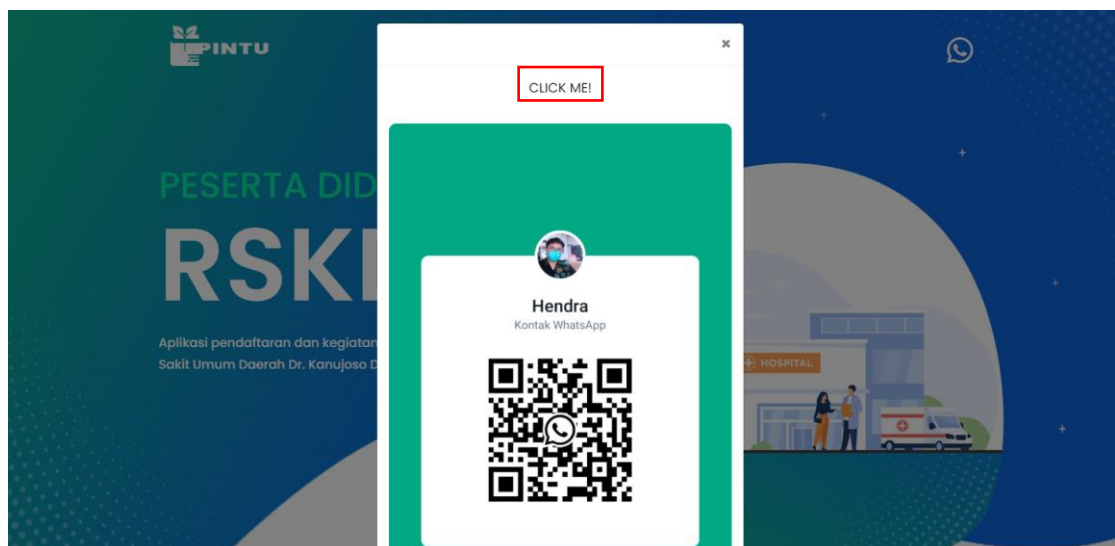 PINTU
×
CLICK ME!
PESERTA DID
RSK
Hendra
Kontak WhatsApp
Aplikasi pendaftaran dan kegiatan
Sakit Umum Daerah Dr. Kanujoso D
HOSPITAL